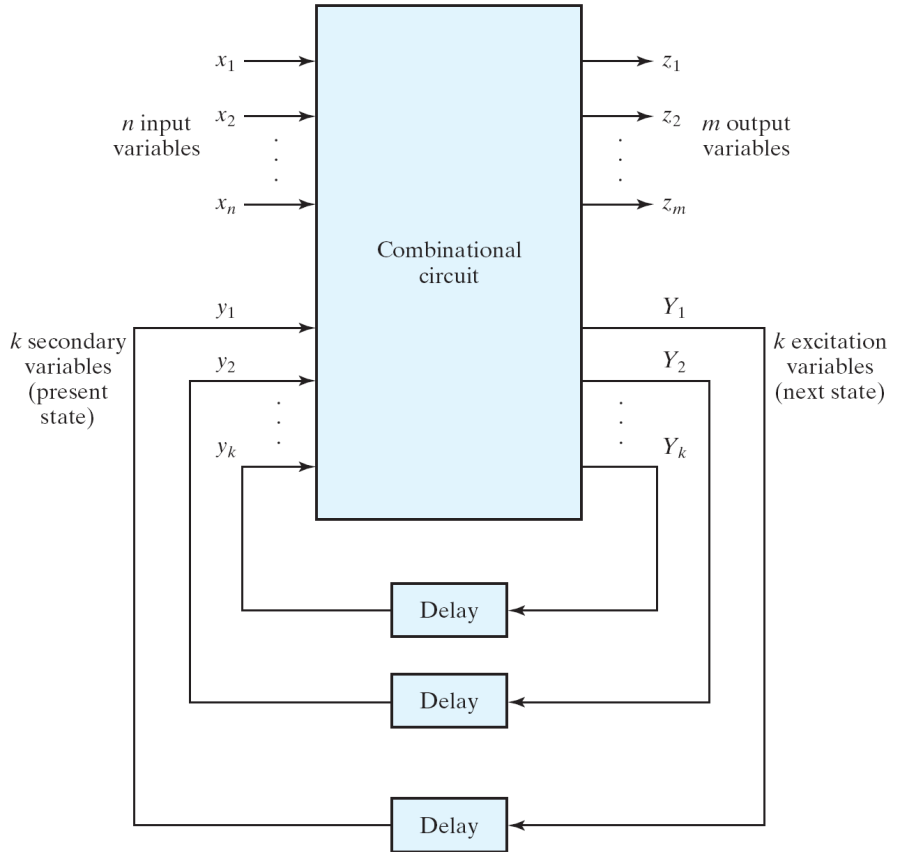 x1
z1
n input
variables
x2
z2
m output
variables
xn
zm
Combinational
circuit
y1
Y1
k secondary
variables
(present
state)
y2
Y2
k excitation
variables
(next state)
yk
Yk
Delay
Delay
Delay